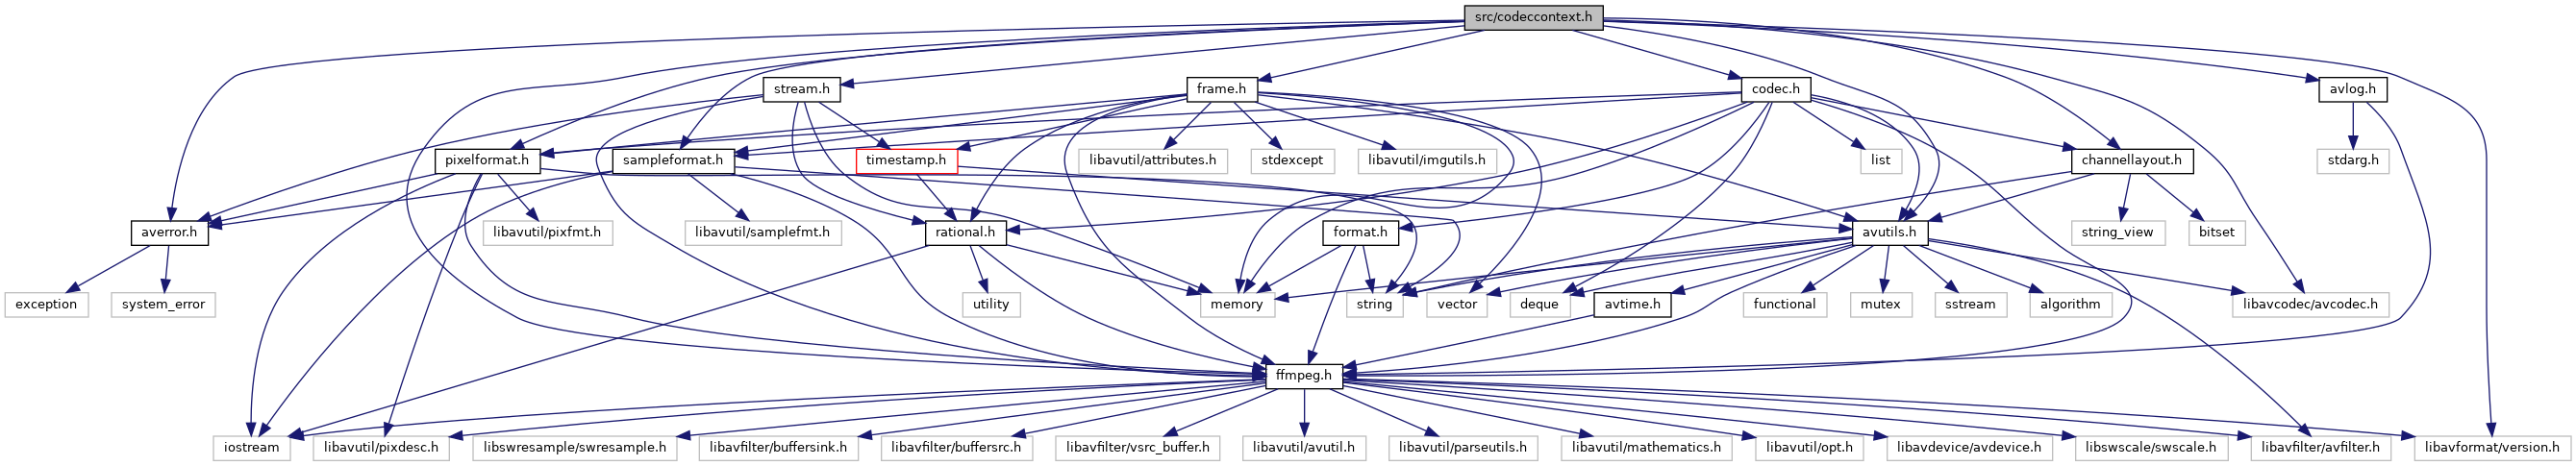 src/codeccontext.h
stream.h
frame.h
codec.h
avlog.h
pixelformat.h
sampleformat.h
timestamp.h
libavutil/attributes.h
stdexcept
libavutil/imgutils.h
list
channellayout.h
stdarg.h
averror.h
libavutil/pixfmt.h
libavutil/samplefmt.h
rational.h
format.h
avutils.h
string_view
bitset
exception
system_error
utility
memory
string
vector
deque
avtime.h
functional
mutex
sstream
algorithm
libavcodec/avcodec.h
ffmpeg.h
iostream
libavutil/pixdesc.h
libswresample/swresample.h
libavfilter/buffersink.h
libavfilter/buffersrc.h
libavfilter/vsrc_buffer.h
libavutil/avutil.h
libavutil/parseutils.h
libavutil/mathematics.h
libavutil/opt.h
libavdevice/avdevice.h
libswscale/swscale.h
libavfilter/avfilter.h
libavformat/version.h